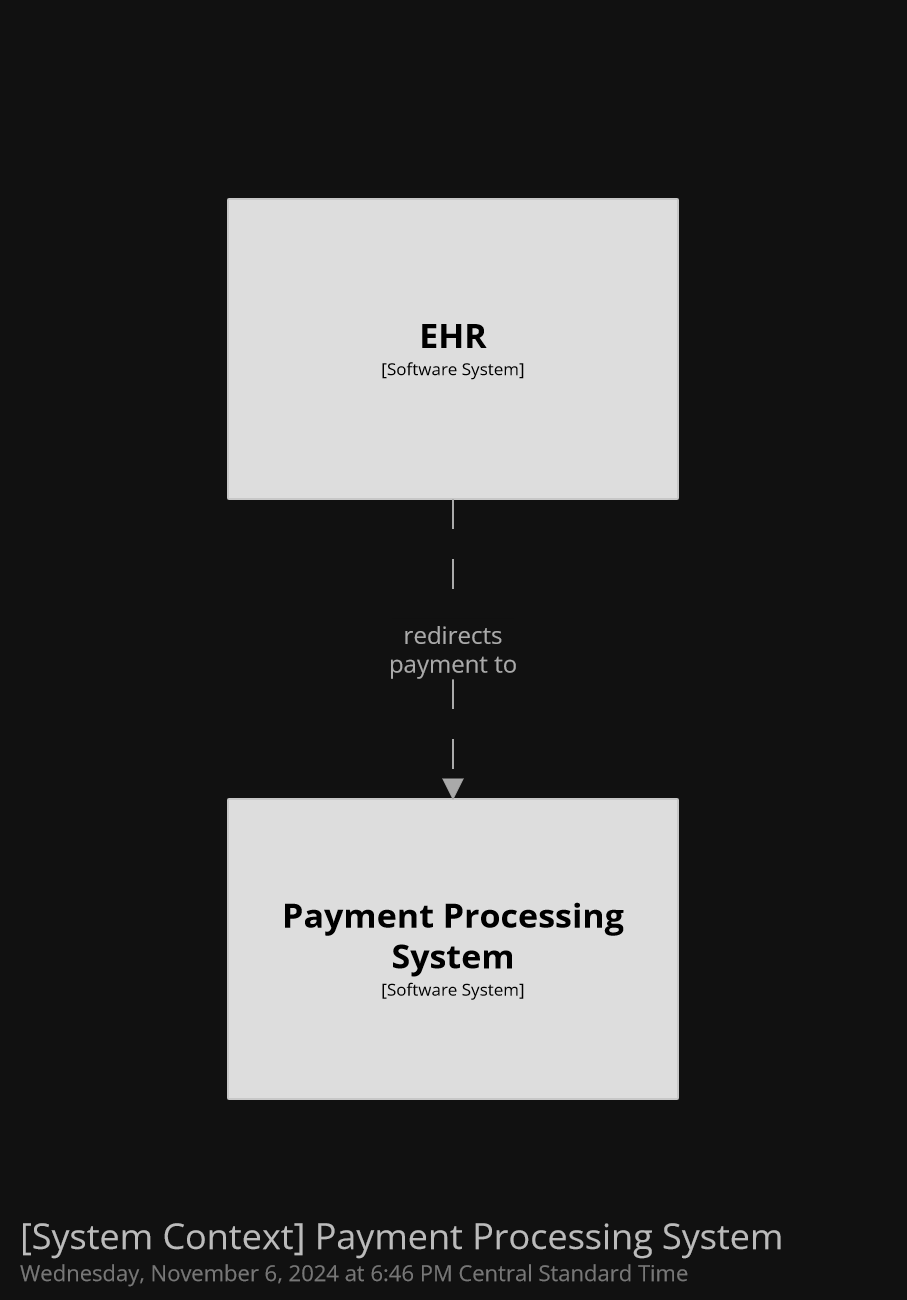 EHR
[Software System]
redirects
payment to
Payment Processing
System
[Software System]
[System Context] Payment Processing System
Wednesday, November 6, 2024 at 6:46 PM Central Standard Time